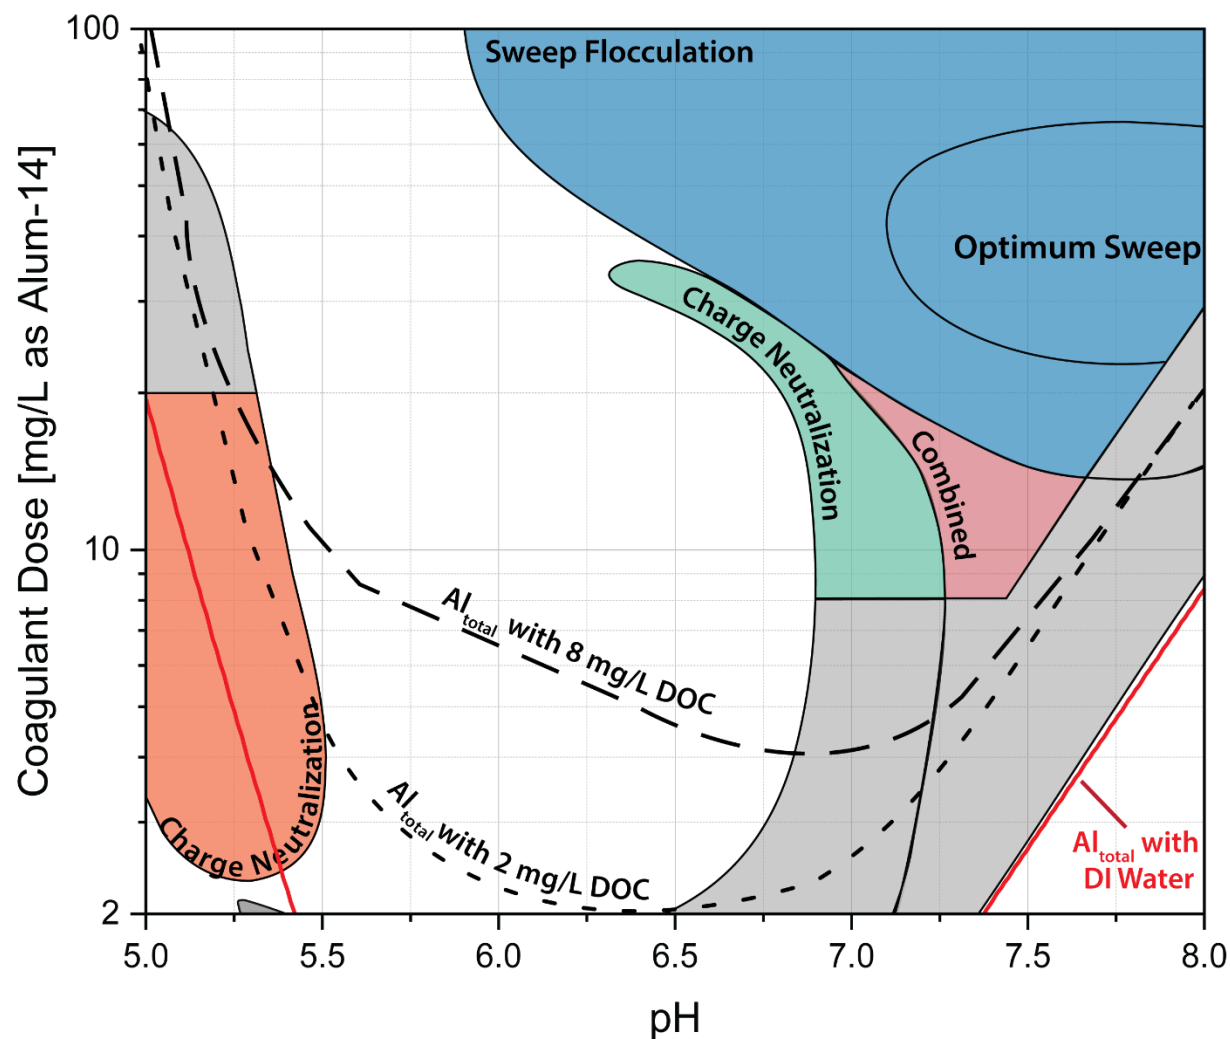 100
Sweep Flocculation
Optimum Sweep
Charge Neutralization
Combined
Coagulant Dose [mg/L as Alum-14]
10
Al total with 8 mg/L DOC
Charge Neutralization
Al total with 2 mg/L DOC
Al total with
DI Water
2
5.0 5.5 6.0 6.5 7.0 7.5 8.0
pH